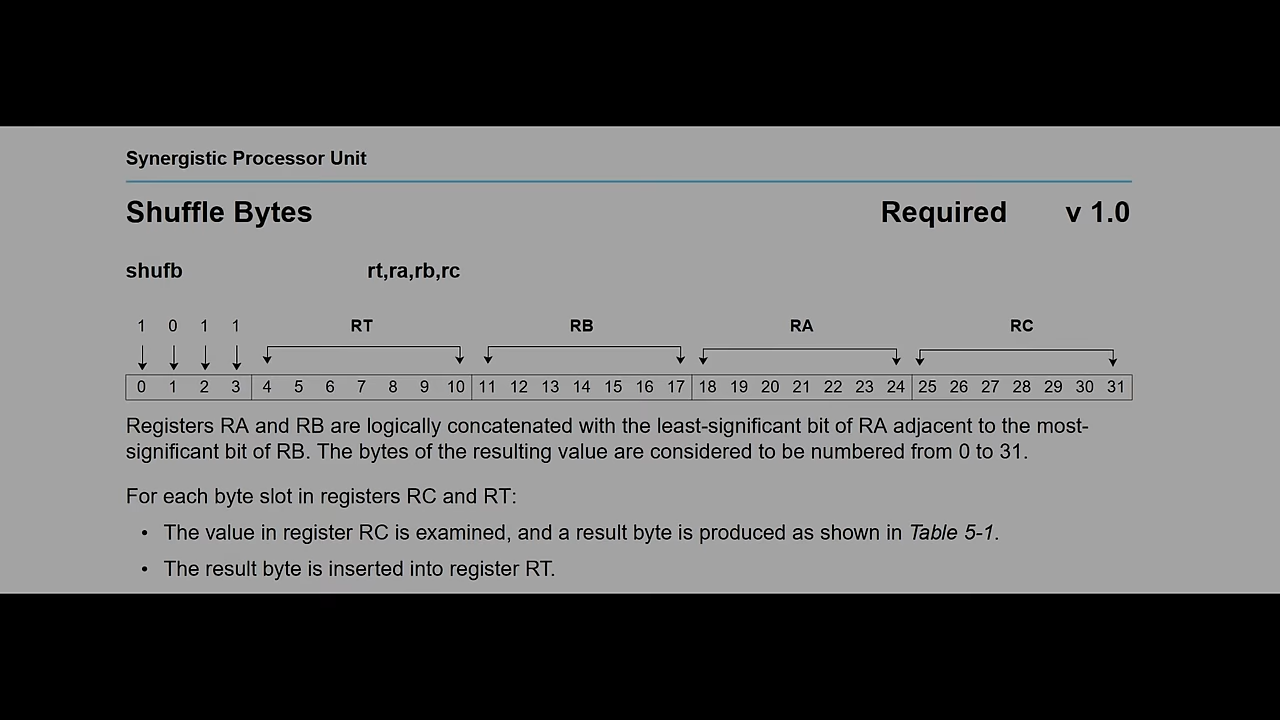 Synergistic Processor Unit
Shuffle Bytes Required v 1.0
shufb rt,ra,rb,rc
1 0 1 1 RT RB RA RC
0 1 2 3 4 5 6 7 8 9 10 11 12 13 14 15 16 17 18 19 20 21 22 23 24 25 26 27 28 29 30 31
Registers RA and RB are logically concatenated with the least-significant bit of RA adjacent to the most-
significant bit of RB. The bytes of the resulting value are considered to be numbered from 0 to 31.
For each byte slot in registers RC and RT:
• The value in register RC is examined, and a result byte is produced as shown in Table 5-1.
• The result byte is inserted into register RT.